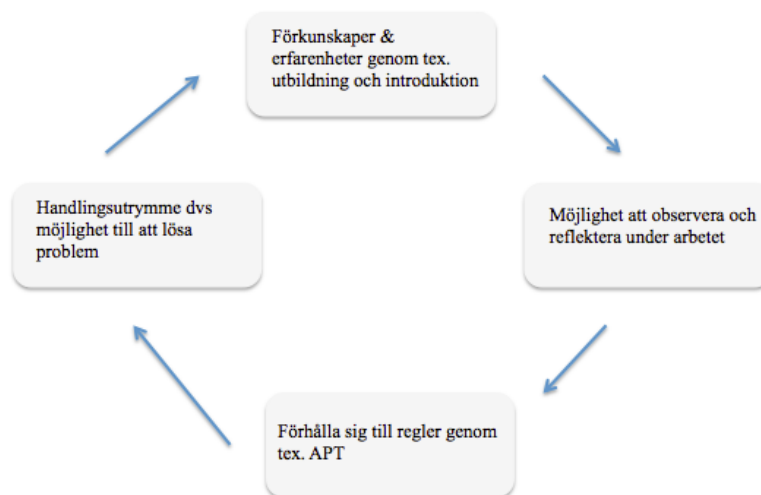 Förkunskaper &
erfarenheter genom tex.
utbildning och introduktion
Möjlighet att observera och
reflektera under arbetet
Förhålla sig till regler genom
tex. APT
Handlingsutrymme dvs
möjlighet till att lösa
problem